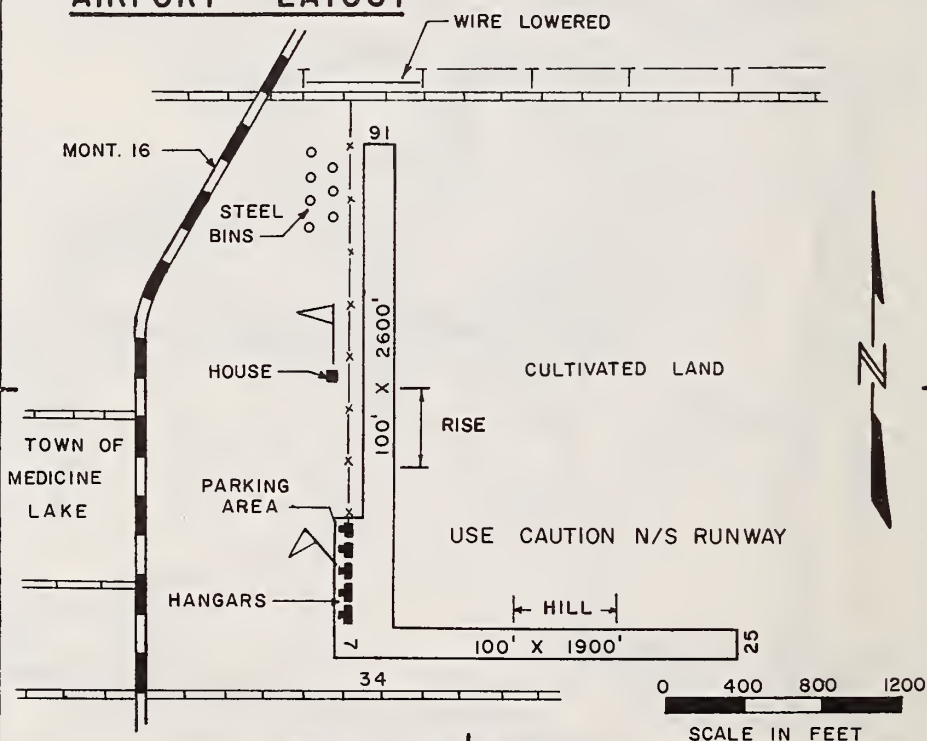 AIRPORT LAYOUT
WIRE LOWERED
16
MONT. 16
STEEL
BINS
100' X 2600'
HOUSE
CULTIVATED LAND
N
RISE
TOWN OF
MEDICINE
LAKE
PARKING
AREA
USE CAUTION N/S RUNWAY
HANGARS
HILL
7
100' X 1900'
25
34
0 400 800 1200
SCALE IN FEET